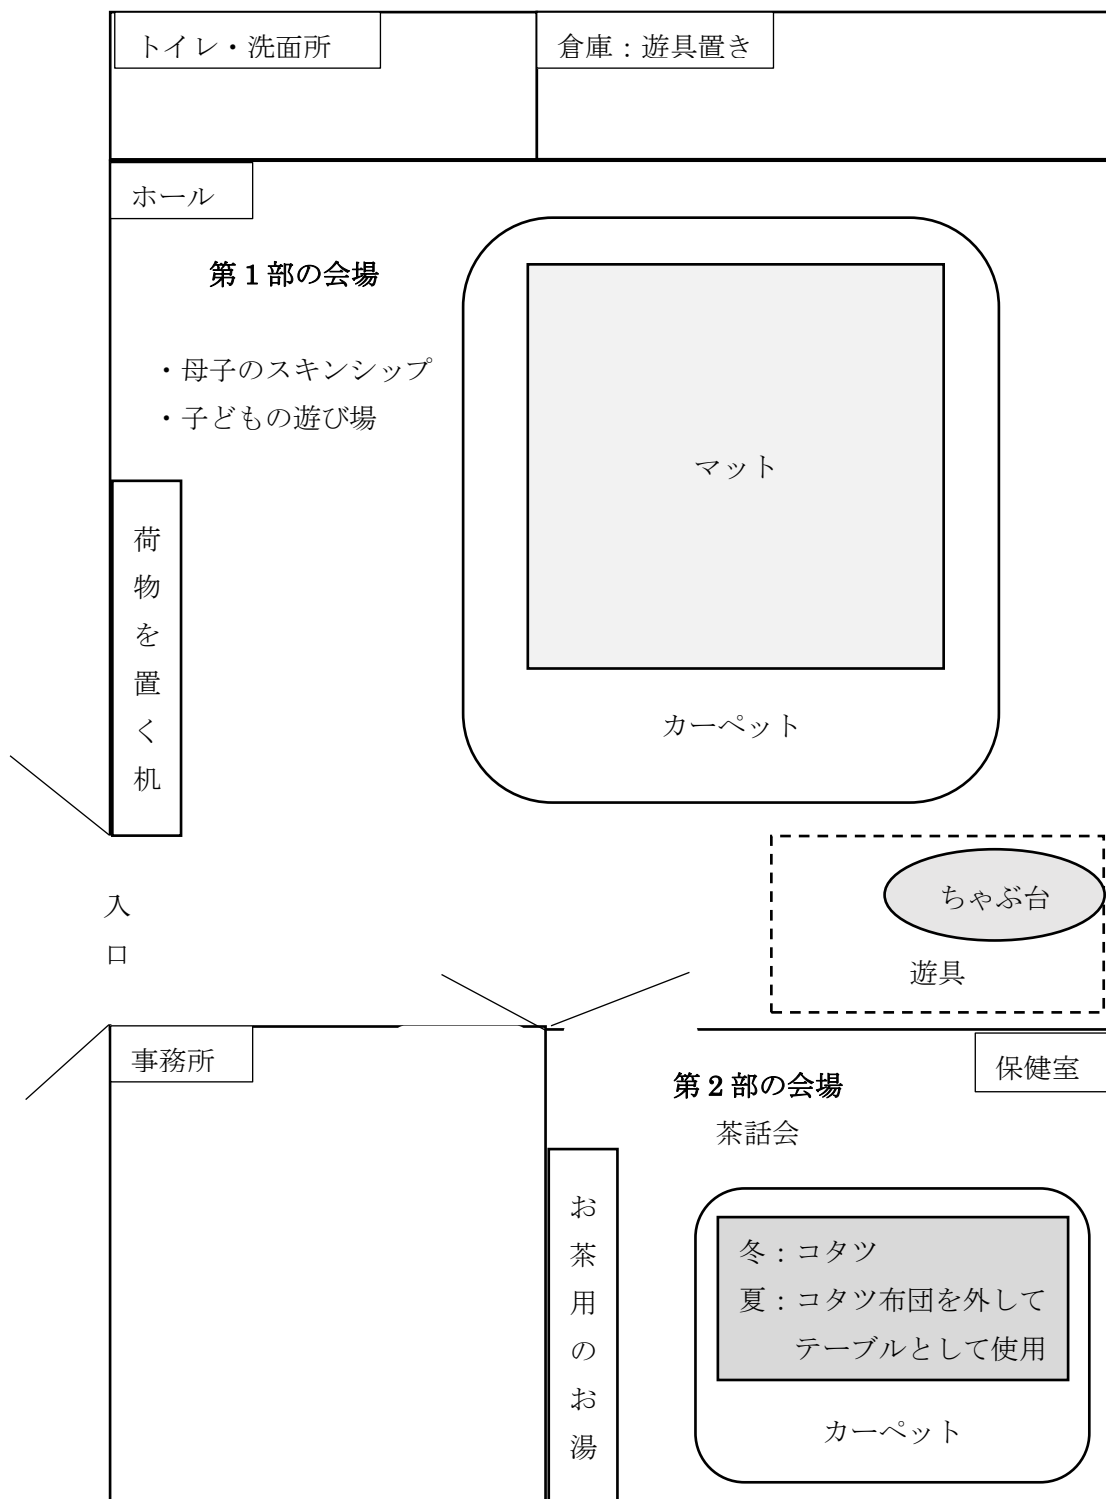 トイレ・洗面所
倉庫：遊具置き
ホール
第１部の会場
・母子のスキンシップ
・子どもの遊び場
マット
荷物を置く机
カーペット
入口
ちゃぶ台
遊具
事務所
保健室
第２部の会場
茶話会
お茶用のお湯
冬：コタツ
夏：コタツ布団を外して
テーブルとして使用
カーペット